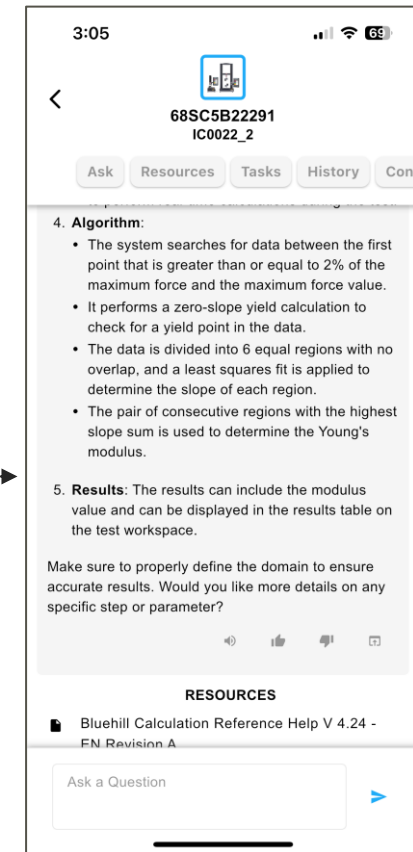 3:05
69
68SC5B22291
IC0022_2
Ask Resources Tasks History Con
4. Algorithm:
• The system searches for data between the first
point that is greater than or equal to 2% of the
maximum force and the maximum force value.
• It performs a zero-slope yield calculation to
check for a yield point in the data.
• The data is divided into 6 equal regions with no
overlap, and a least squares fit is applied to
determine the slope of each region.
• The pair of consecutive regions with the highest
slope sum is used to determine the Young's
modulus.
5. Results: The results can include the modulus
value and can be displayed in the results table on
the test workspace.
Make sure to properly define the domain to ensure
accurate results. Would you like more details on any
specific step or parameter?
RESOURCES
Bluehill Calculation Reference Help V 4.24 -
EN Revision A
Ask a Question